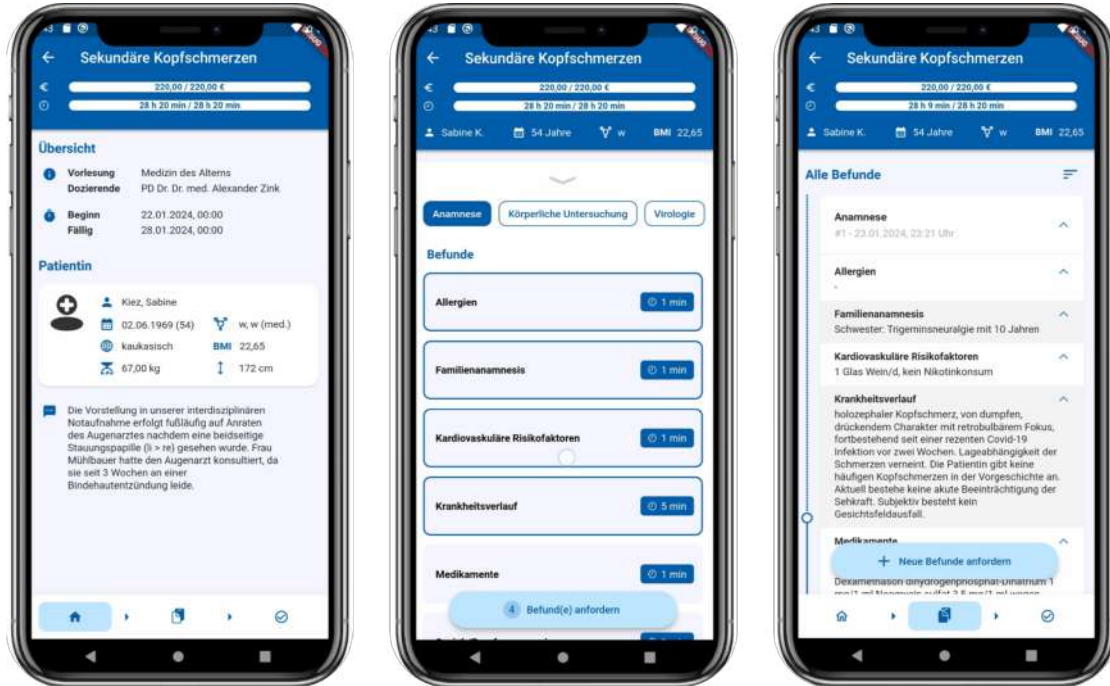 43
Sekundäre Kopfschmerzen
€
220,00 / 220,00 €
28 h 20 min / 28 h 20 min
Übersicht
Vorlesung Medizin des Alterns
Dozierende PD Dr. Dr. med. Alexander Zink
Beginn 22.01.2024, 00:00
Fällig 28.01.2024, 00:00
Patientin
Kiez, Sabine
02.06.1969 (54) w, w (med.)
kaukasisch BMI 22,65
67,00 kg 172 cm
Die Vorstellung in unserer interdisziplinären
Notaufnahme erfolgt fußläufig auf Anraten
des Augenarztes nachdem eine beidseitige
Stauungspapille (li > re) gesehen wurde. Frau
Mühlbauer hatte den Augenarzt konsultiert, da
sie seit 3 Wochen an einer
Bindehautentzündung leide.
43
Sekundäre Kopfschmerzen
€
220,00 / 220,00 €
28 h 20 min / 28 h 20 min
Sabine K. 54 Jahre w BMI 22,65
Anamnese Körperliche Untersuchung Virologie
Befunde
Allergien 1 min
Familienanamnesis 1 min
Kardiovaskuläre Risikofaktoren 1 min
Krankheitsverlauf 5 min
Medikamente 1 min
4 Befund(e) anfordern
43
Sekundäre Kopfschmerzen
€
220,00 / 220,00 €
28 h 9 min / 28 h 20 min
Sabine K. 54 Jahre w BMI 22,65
Alle Befunde
Anamnese
#1 - 23.01.2024, 23:21 Uhr
Allergien
-
Familienanamnesis
Schwester: Trigeminsneuralgie mit 10 Jahren
Kardiovaskuläre Risikofaktoren
1 Glas Wein/d, kein Nikotinkonsum
Krankheitsverlauf
holozephaler Kopfschmerz, von dumpfen,
drückendem Charakter mit retrobulbärem Fokus,
fortbestehend seit einer rezenten Covid-19
Infektion vor zwei Wochen. Lageabhängigkeit der
Schmerzen verneint. Die Patientin gibt keine
häufigen Kopfschmerzen in der Vorgeschichte an.
Aktuell bestehe keine akute Beeinträchtigung der
Sehkraft. Subjektiv besteht kein
Gesichtsfeldausfall.
Medikamente
+ Neue Befunde anfordern
Dexamethason dihydrogenphosphat-Dinatrium 1